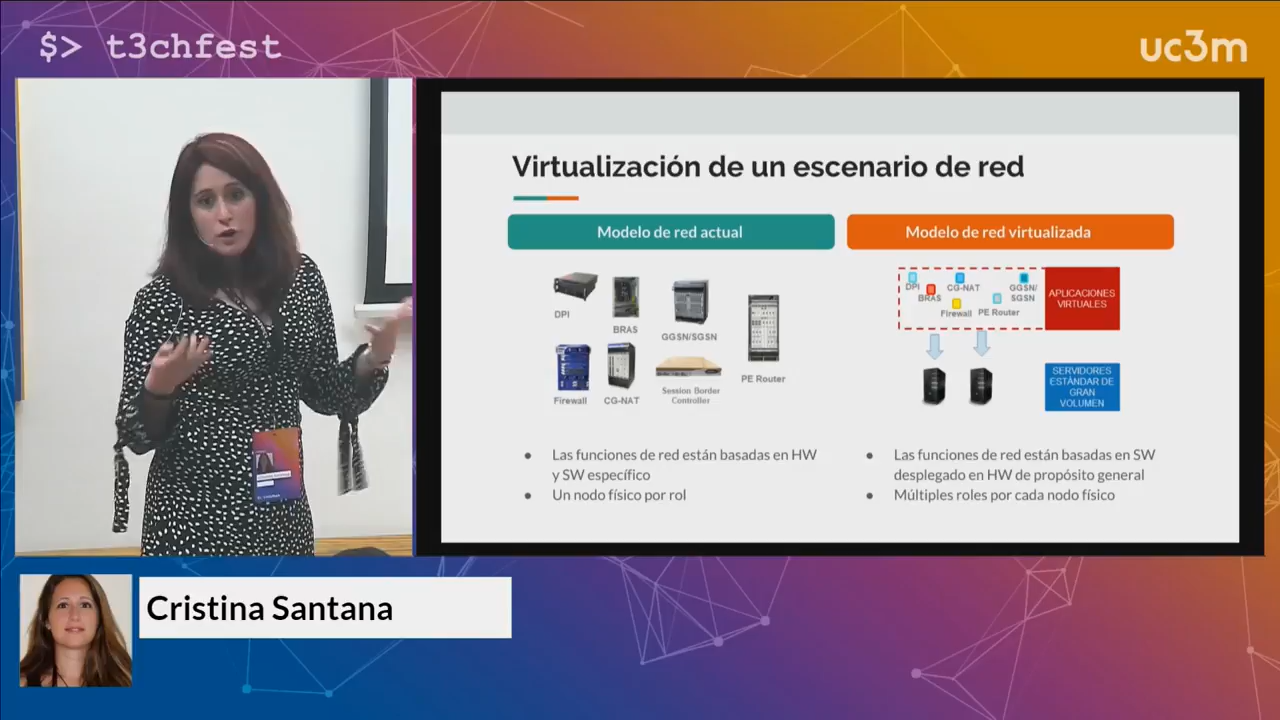 $> t3chfest
uc3m
Virtualización de un escenario de red
Modelo de red actual
Modelo de red virtualizada
DPI
BRAS
GGSN/SGSN
PE Router
Firewall
CG-NAT
Session Border
Controller
DPI
BRAS
CG-NAT
GGSN/
SGSN
Firewall
PE Router
APLICACIONES
VIRTUALES
SERVIDORES
ESTÁNDAR DE
GRAN
VOLUMEN
● Las funciones de red están basadas en HW
y SW específico
● Un nodo físico por rol
● Las funciones de red están basadas en SW
desplegado en HW de propósito general
● Múltiples roles por cada nodo físico
Cristina Santana